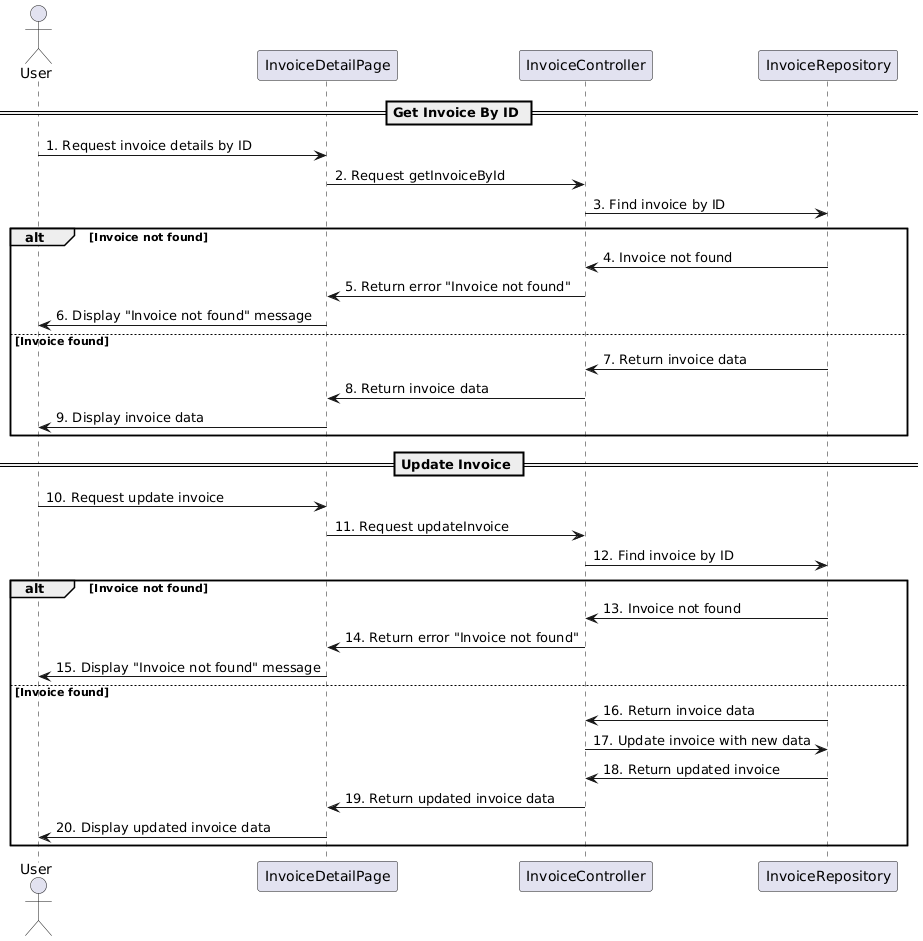 User
InvoiceDetailPage
InvoiceController
InvoiceRepository
Get Invoice By ID
1. Request invoice details by ID
2. Request getInvoiceById
3. Find invoice by ID
alt [Invoice not found]
4. Invoice not found
5. Return error "Invoice not found"
6. Display "Invoice not found" message
[Invoice found]
7. Return invoice data
8. Return invoice data
9. Display invoice data
Update Invoice
10. Request update invoice
11. Request updateInvoice
12. Find invoice by ID
alt [Invoice not found]
13. Invoice not found
14. Return error "Invoice not found"
15. Display "Invoice not found" message
[Invoice found]
16. Return invoice data
17. Update invoice with new data
18. Return updated invoice
19. Return updated invoice data
20. Display updated invoice data
User
InvoiceDetailPage
InvoiceController
InvoiceRepository